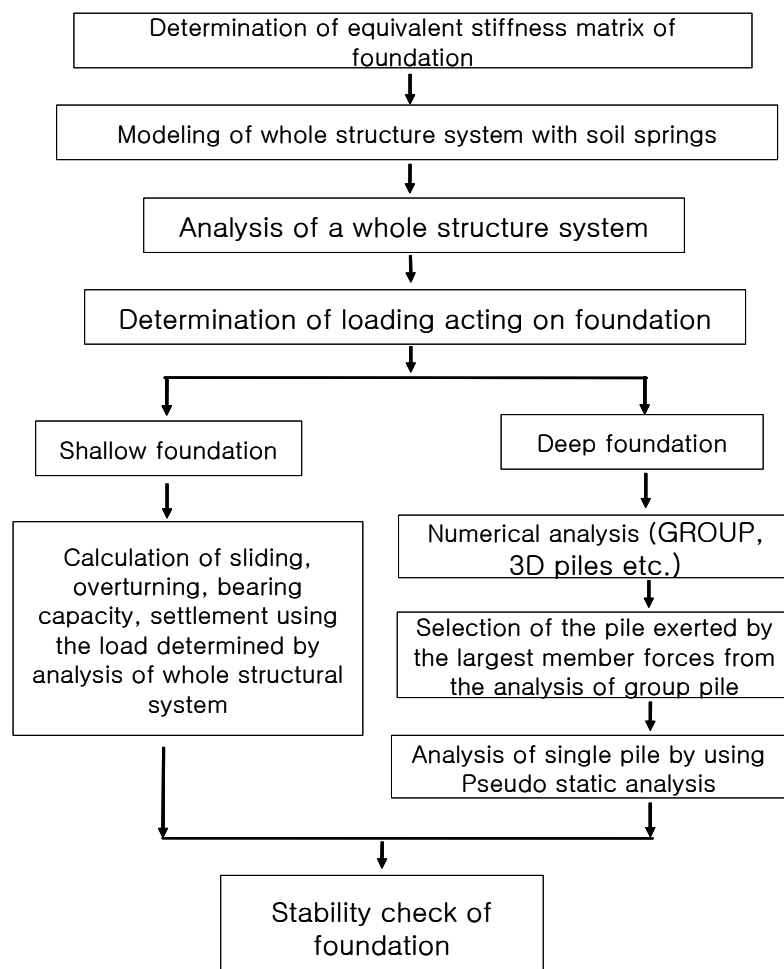 Determination of equivalent stiffness matrix of
foundation
Modeling of whole structure system with soil springs
Analysis of a whole structure system
Determination of loading acting on foundation
Shallow foundation
Calculation of sliding,
overturning, bearing
capacity, settlement using
the load determined by
analysis of whole structural
system
Deep foundation
Numerical analysis (GROUP,
3D piles etc.)
Selection of the pile exerted by
the largest member forces from
the analysis of group pile
Analysis of single pile by using
Pseudo static analysis
Stability check of
foundation